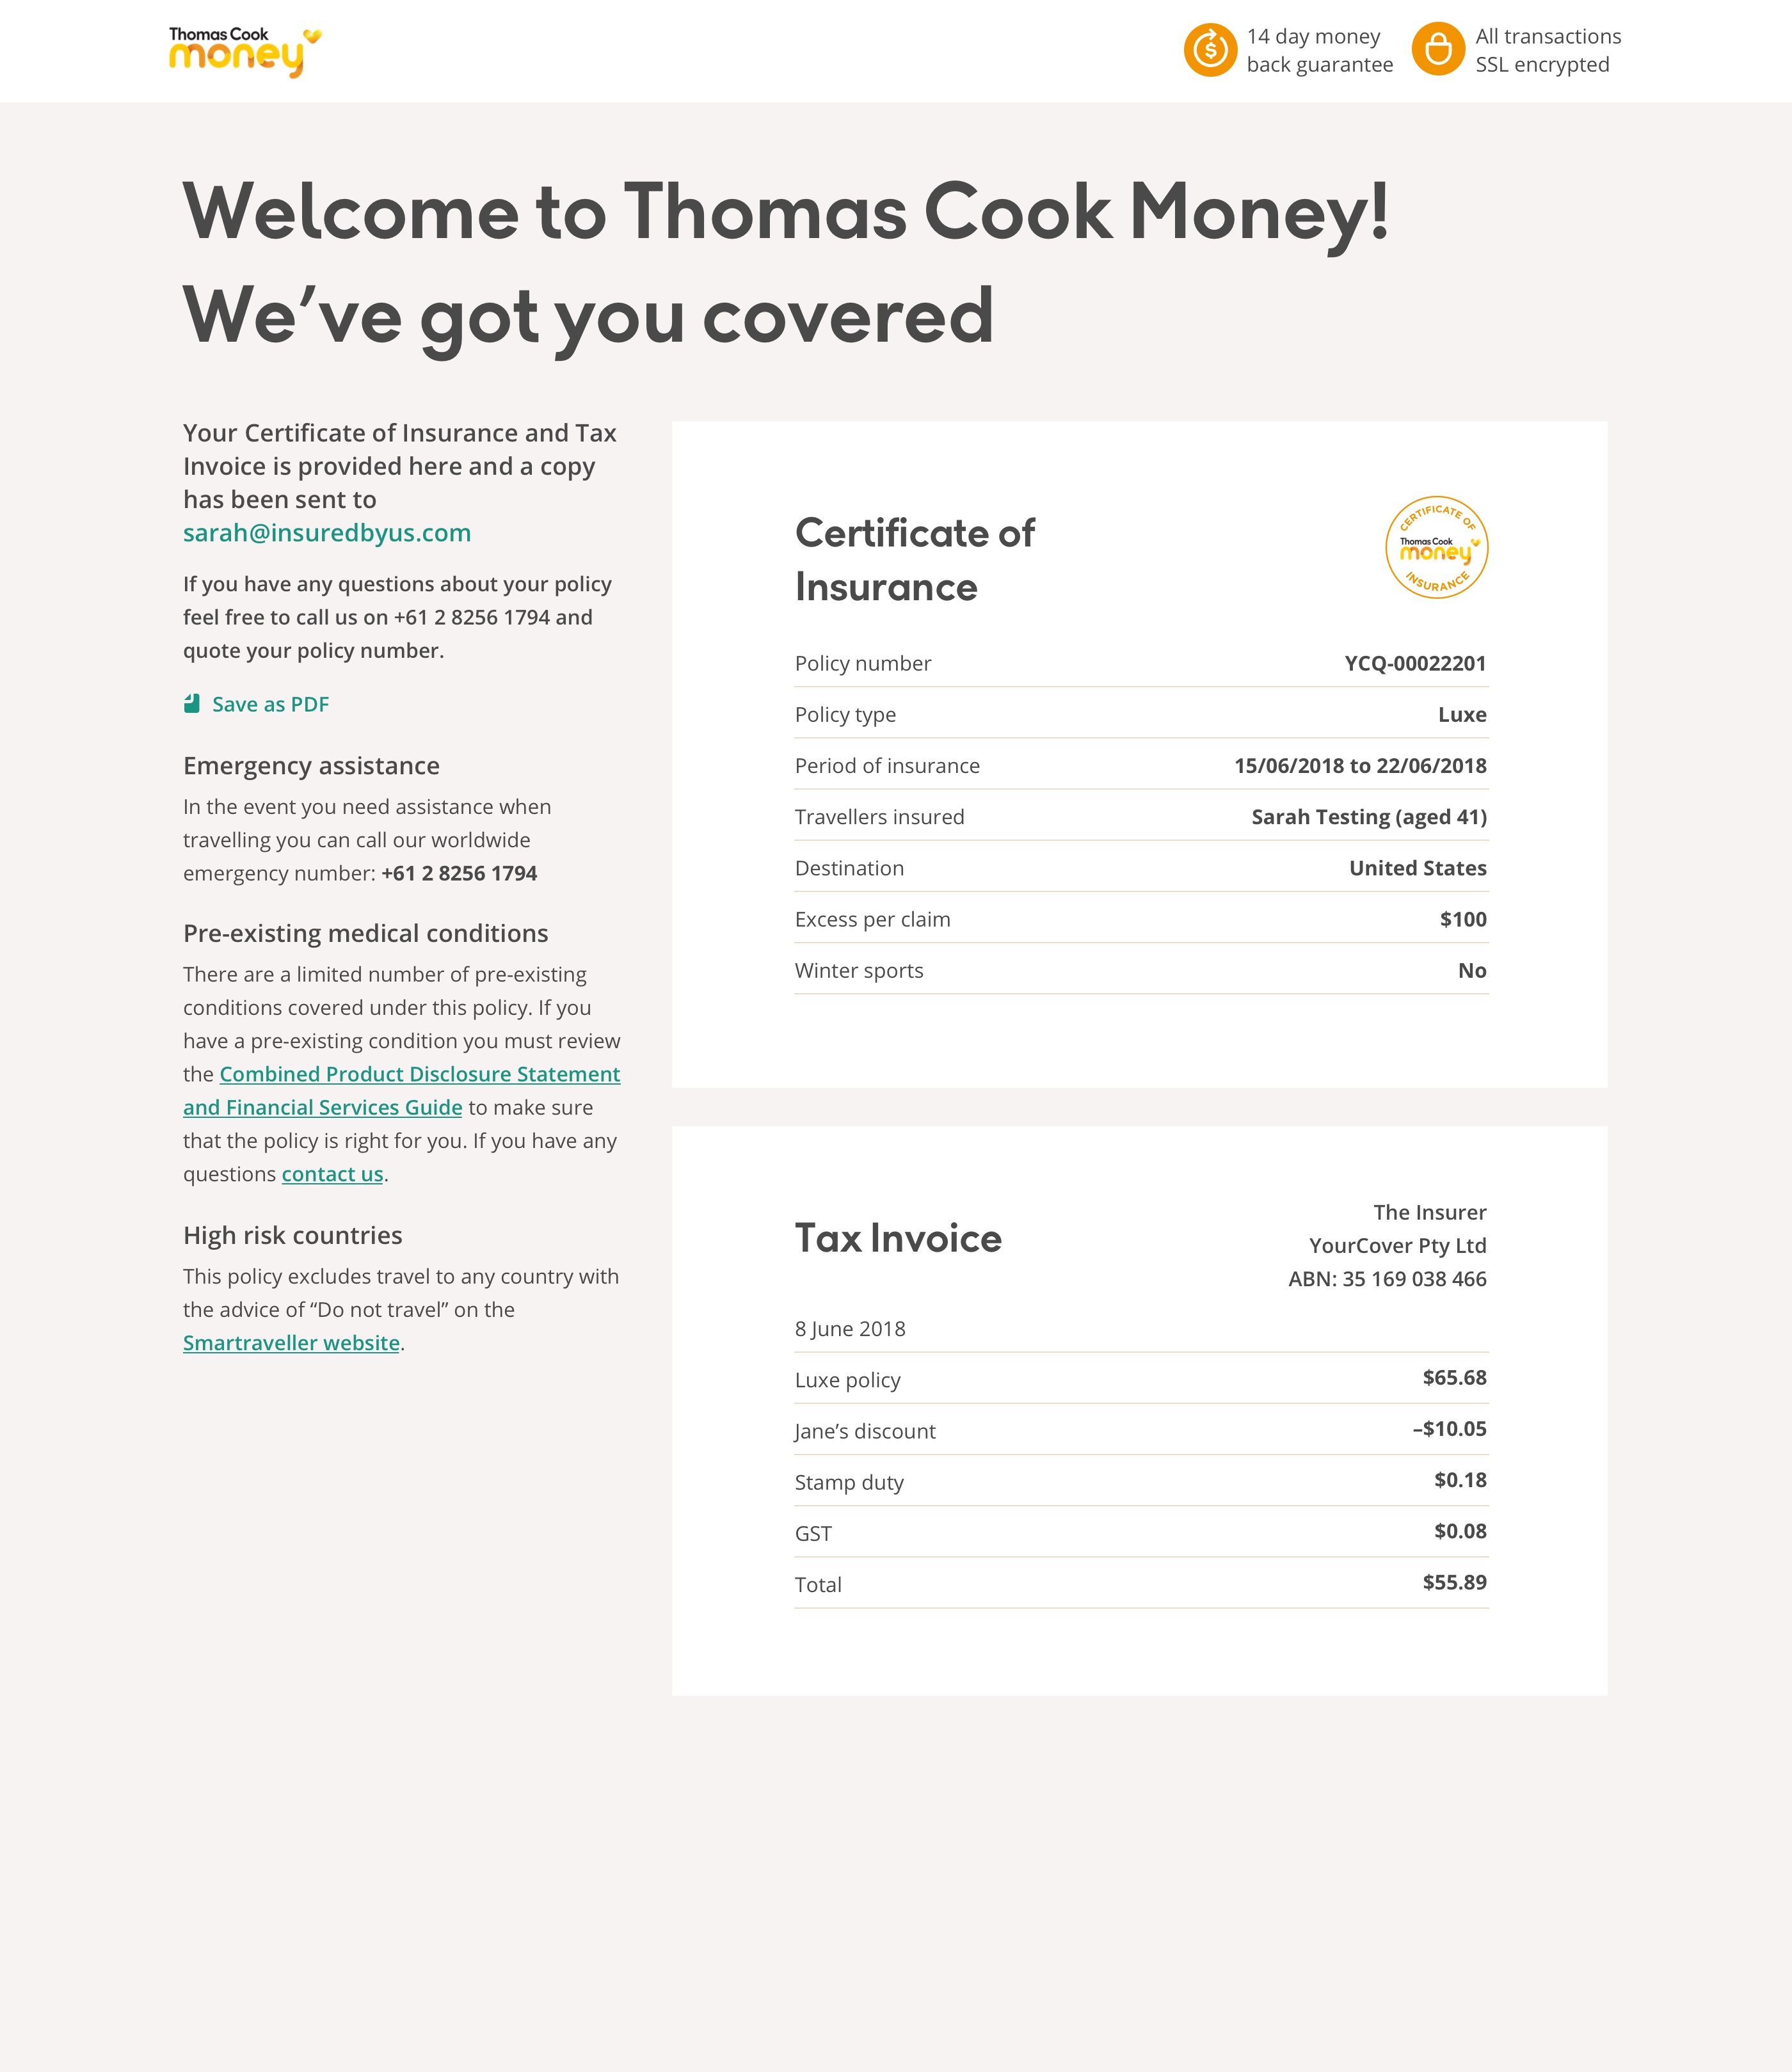 Thomas Cook
money
14 day money
back guarantee
All transactions
SSL encrypted
Welcome to Thomas Cook Money!
We’ve got you covered
Your Certificate of Insurance and Tax
Invoice is provided here and a copy
has been sent to
sarah@insuredbyus.com
If you have any questions about your policy
feel free to call us on +61 2 8256 1794 and
quote your policy number.
Save as PDF
Emergency assistance
In the event you need assistance when
travelling you can call our worldwide
emergency number: +61 2 8256 1794
Pre-existing medical conditions
There are a limited number of pre-existing
conditions covered under this policy. If you
have a pre-existing condition you must review
the Combined Product Disclosure Statement
and Financial Services Guide to make sure
that the policy is right for you. If you have any
questions contact us.
High risk countries
This policy excludes travel to any country with
the advice of “Do not travel” on the
Smartraveller website.
Certificate of
Insurance
CERTIFICATE OF
Thomas Cook
money
INSURANCE
Policy number YCQ-00022201
Policy type Luxe
Period of insurance 15/06/2018 to 22/06/2018
Travellers insured Sarah Testing (aged 41)
Destination United States
Excess per claim $100
Winter sports No
Tax Invoice
The Insurer
YourCover Pty Ltd
ABN: 35 169 038 466
8 June 2018
Luxe policy $65.68
Jane’s discount –$10.05
Stamp duty $0.18
GST $0.08
Total $55.89